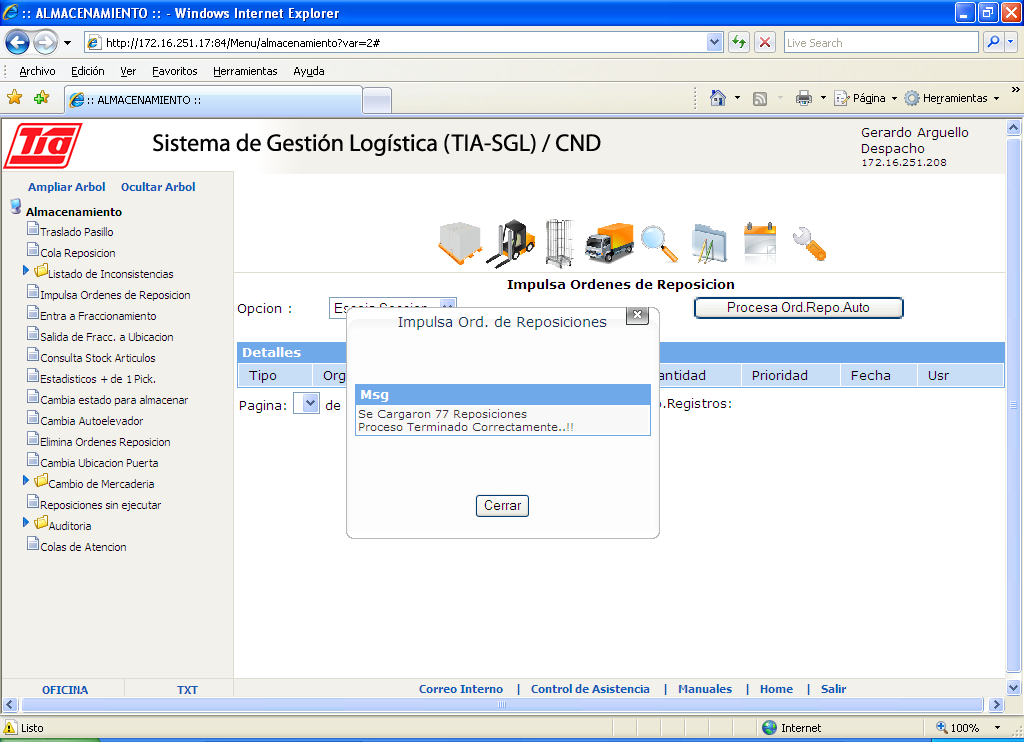 :: ALMACENAMIENTO :: - Windows Internet Explorer
http://172.16.251.17:84/Menu/almacenamiento?var=2#
Live Search
Archivo Edición Ver Favoritos Herramientas Ayuda
:: ALMACENAMIENTO ::
Página
Herramientas
Tia
Sistema de Gestión Logística (TIA-SGL) / CND
Gerardo Arguello
Despacho
172.16.251.208
Ampliar Arbol Ocultar Arbol
Almacenamiento
Traslado Pasillo
Cola Reposicion
Listado de Inconsistencias
Impulsa Ordenes de Reposicion
Entra a Fraccionamiento
Salida de Fracc. a Ubicacion
Consulta Stock Articulos
Estadisticos + de 1 Pick.
Cambia estado para almacenar
Cambia Autoelevador
Elimina Ordenes Reposicion
Cambia Ubicacion Puerta
Cambio de Mercaderia
Reposiciones sin ejecutar
Auditoria
Colas de Atencion
Impulsa Ordenes de Reposicion
Opcion :
Procesa Ord.Repo.Auto
Detalles
Tipo Org antidad Prioridad Fecha Usr
Pagina: de .Registros:
Impulsa Ord. de Reposiciones
Msg
Se Cargaron 77 Reposiciones
Proceso Terminado Correctamente..!!
Cerrar
OFICINA TXT
Correo Interno | Control de Asistencia | Manuales | Home | Salir
Listo
Internet
100%